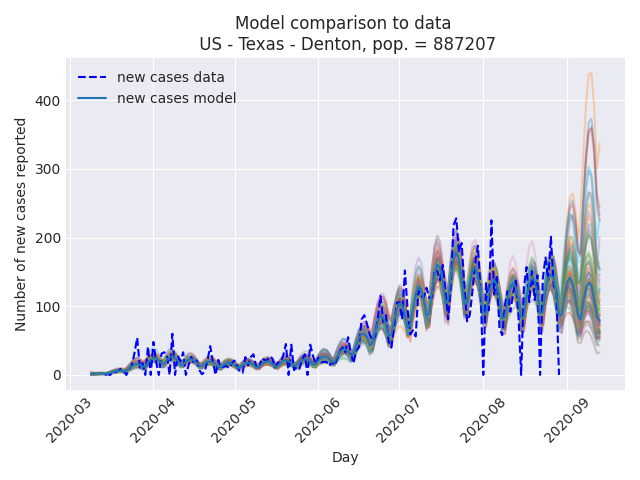 Model comparison to data
US - Texas - Denton, pop. = 887207
new cases data
new cases model
Number of new cases reported
400
300
200
100
0
2020-03
2020-04
2020-05
2020-06
2020-07
2020-08
2020-09
Day